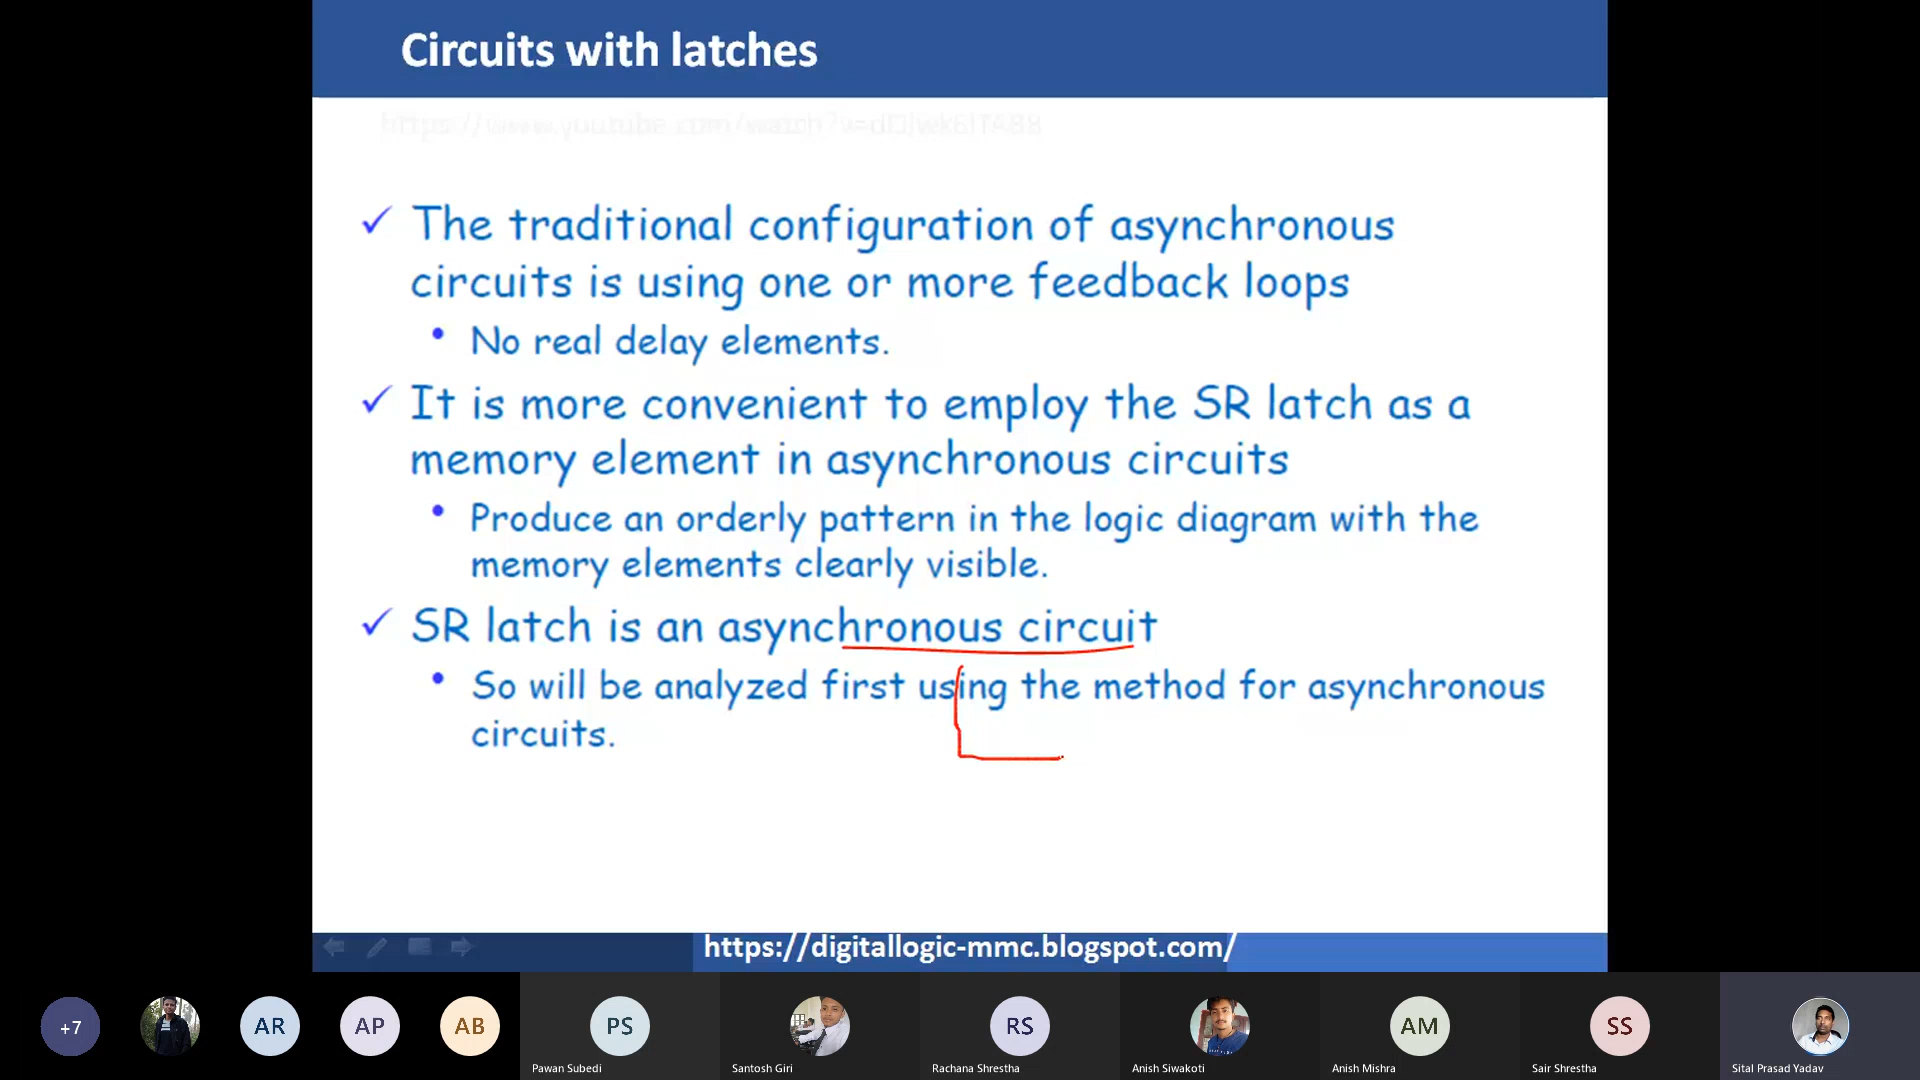 Circuits with latches
The traditional configuration of asynchronous
circuits is using one or more feedback loops
No real delay elements.
It is more convenient to employ the SR latch as a
memory element in asynchronous circuits
Produce an orderly pattern in the logic diagram with the
memory elements clearly visible.
SR latch is an asynchronous circuit
So will be analyzed first using the method for asynchronous
circuits.
https://digitallogic-mmc.blogspot.com/
+7
AR
AP
AB
PS
RS
AM
SS
Pawan Subedi
Santosh Giri
Rachana Shrestha
Anish Siwakoti
Anish Mishra
Sair Shrestha
Sital Prasad Yadav